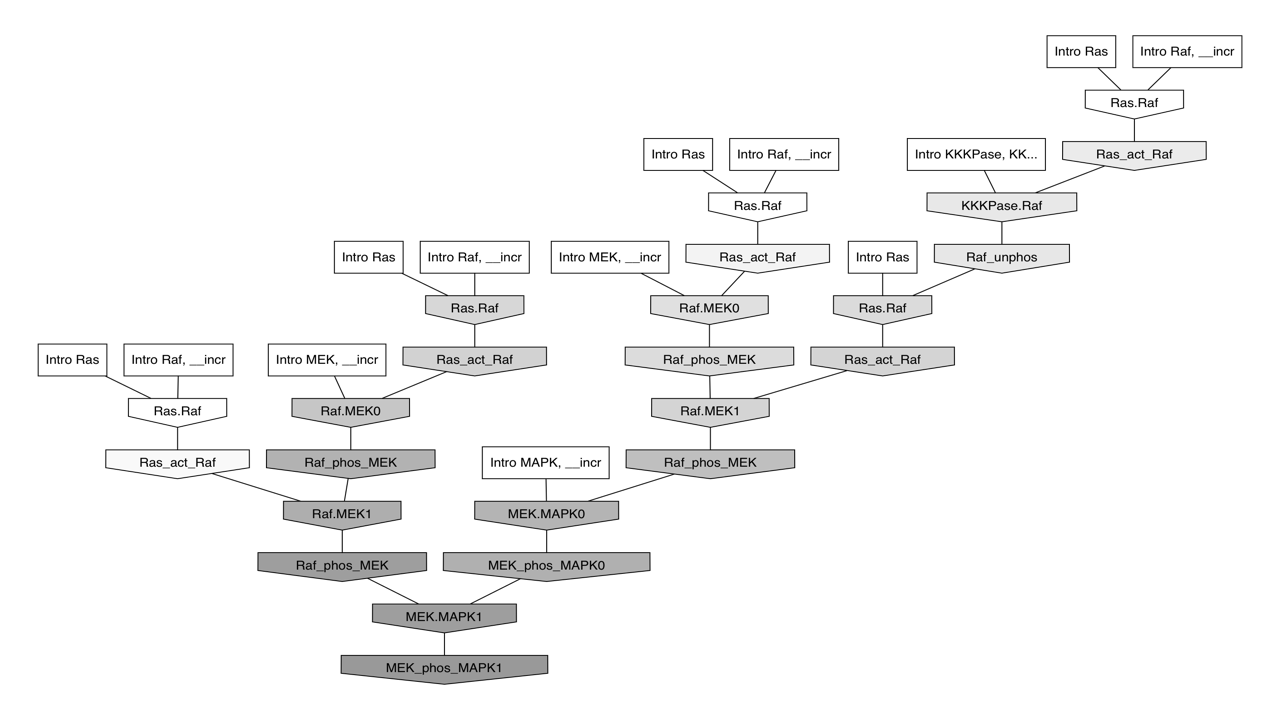 Intro Ras
Intro Raf, __incr
Ras.Raf
Intro Ras
Intro Raf, __incr
Intro KKKPase, KK...
Ras_act_Raf
Ras.Raf
KKKPase.Raf
Intro Ras
Intro Raf, __incr
Intro MEK, __incr
Ras_act_Raf
Intro Ras
Raf_unphos
Ras.Raf
Raf.MEK0
Ras.Raf
Intro Ras
Intro Raf, __incr
Intro MEK, __incr
Ras_act_Raf
Raf_phos_MEK
Ras_act_Raf
Ras.Raf
Raf.MEK0
Raf.MEK1
Ras_act_Raf
Raf_phos_MEK
Intro MAPK, __incr
Raf_phos_MEK
Raf.MEK1
MEK.MAPK0
Raf_phos_MEK
MEK_phos_MAPK0
MEK.MAPK1
MEK_phos_MAPK1